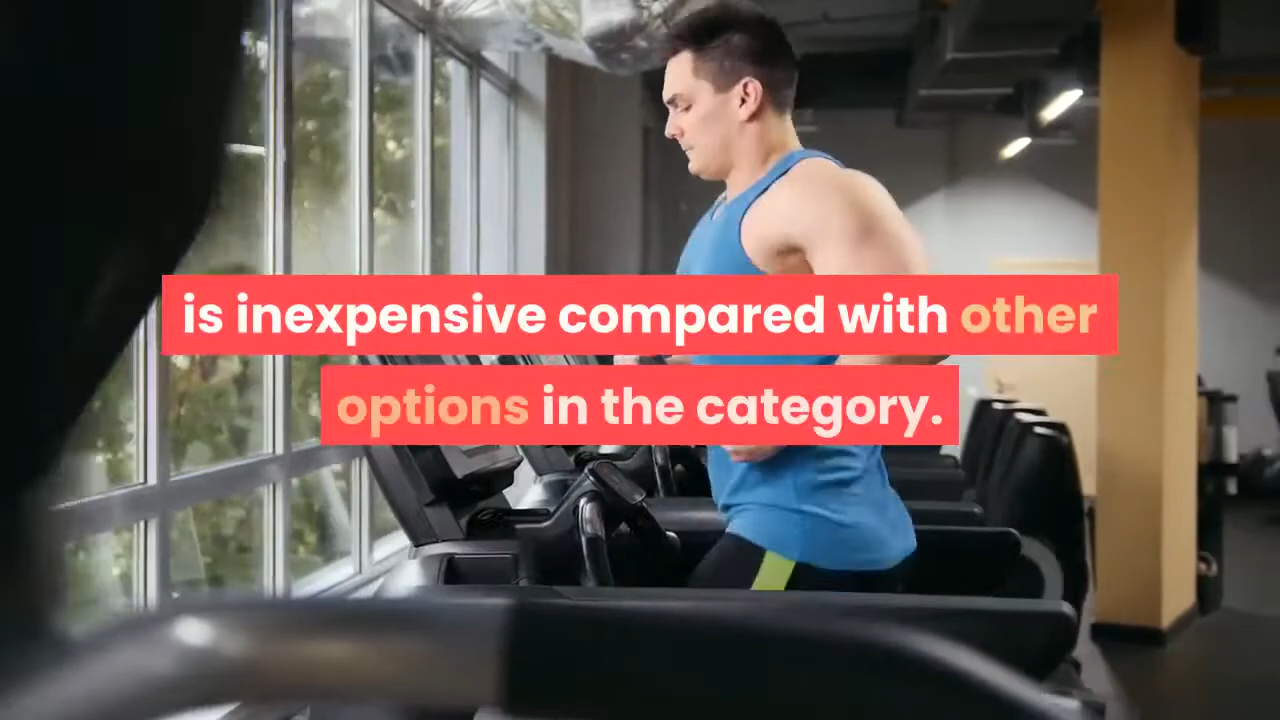 is inexpensive compared with other
options in the category.